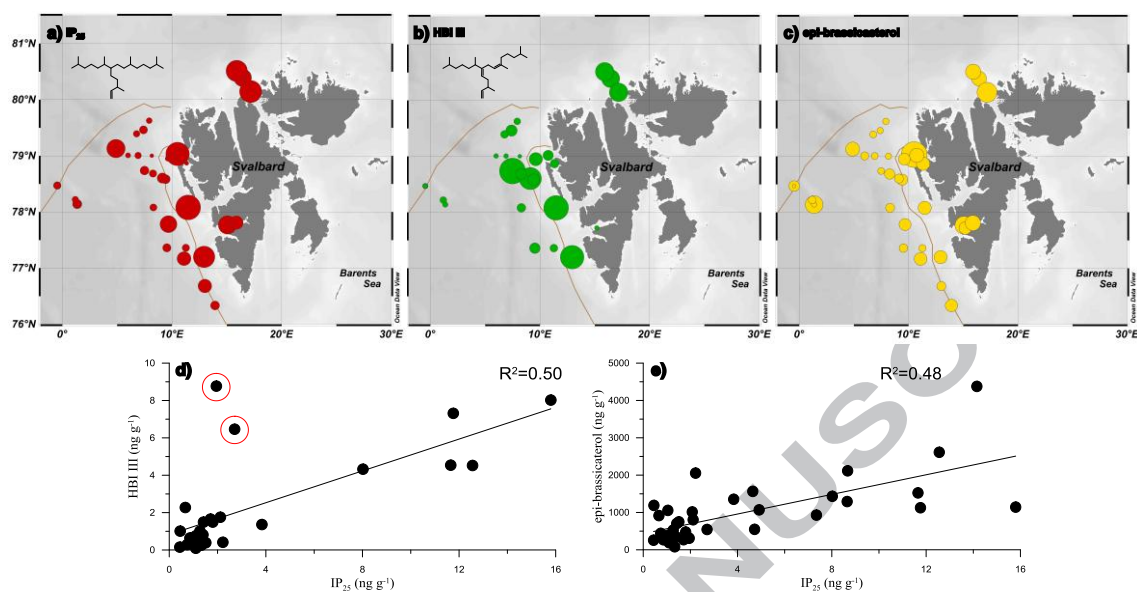 a) IP25
b) HBI III
c) epi-brassicasterol
81°N
80°N
79°N
78°N
77°N
76°N
Svalbard
Svalbard
Svalbard
Barents
Sea
Barents
Sea
Barents
Sea
Ocean Data View
Ocean Data View
Ocean Data View
0°
10°E
20°E
30°E
0°
10°E
20°E
30°E
0°
10°E
20°E
30°E
d)
R²=0.50
10
8
6
4
2
0
HBI III (ng g-1)
0
4
8
12
16
IP25 (ng g-1)
R²=0.48
5000
4000
3000
2000
1000
0
epi-brassicaterol (ng g-1)
0
4
8
12
16
IP25 (ng g-1)
NUSC